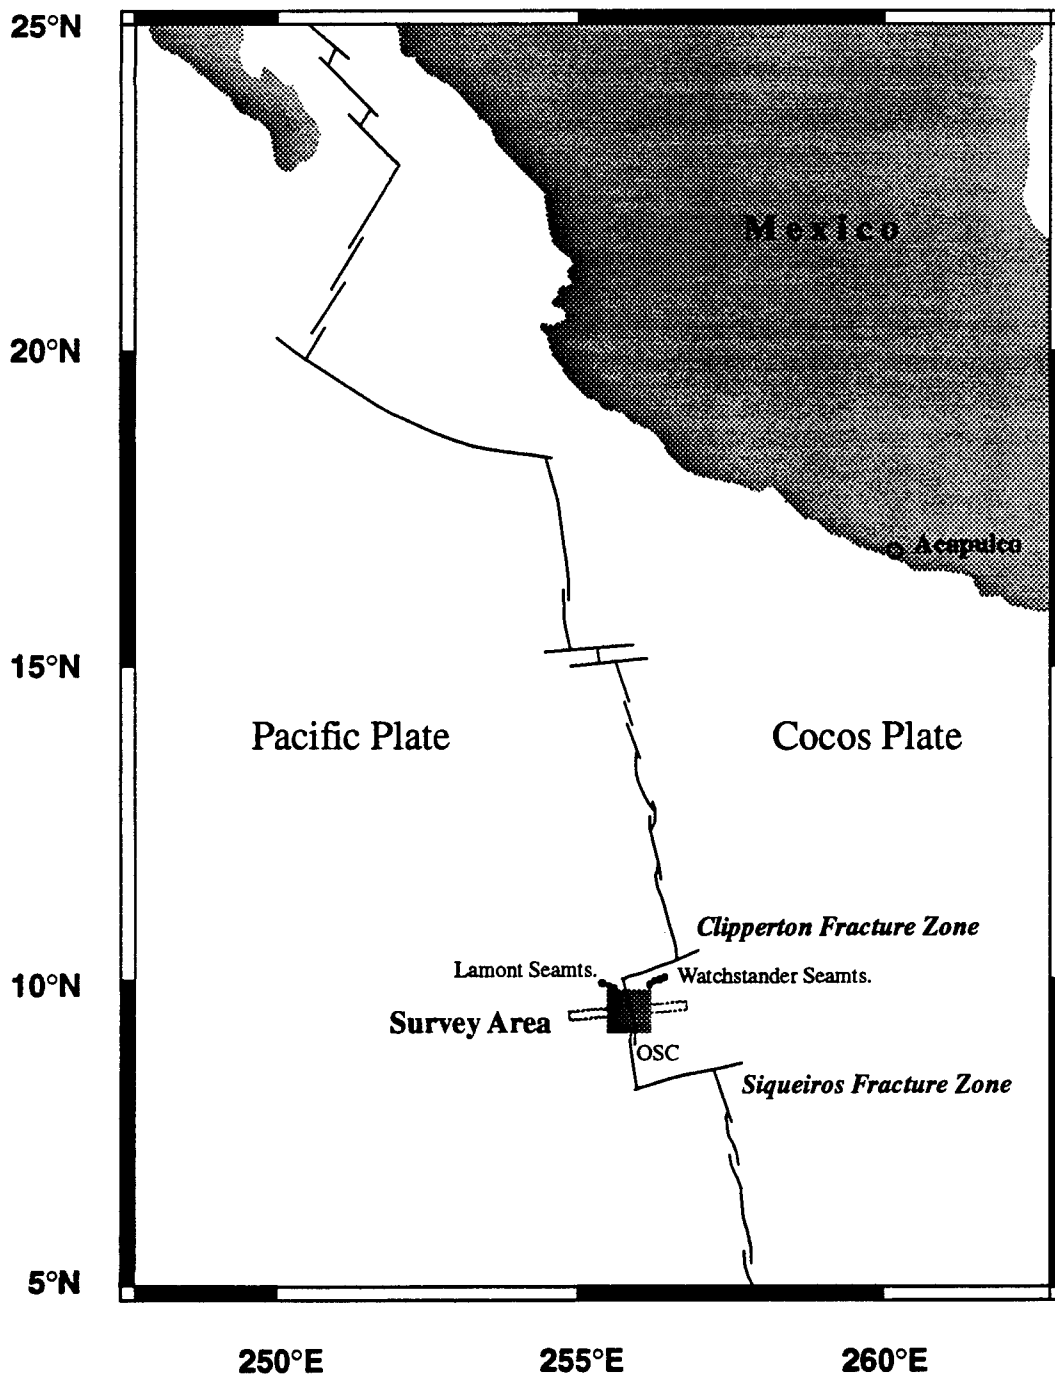 25°N
Mexico
20°N
Acapulco
15°N
Pacific Plate
Cocos Plate
Clipperton Fracture Zone
10°N
Lamont Seamts.
Watchstander Seamts.
Survey Area
OSC
Siqueiros Fracture Zone
5°N
250°E
255°E
260°E